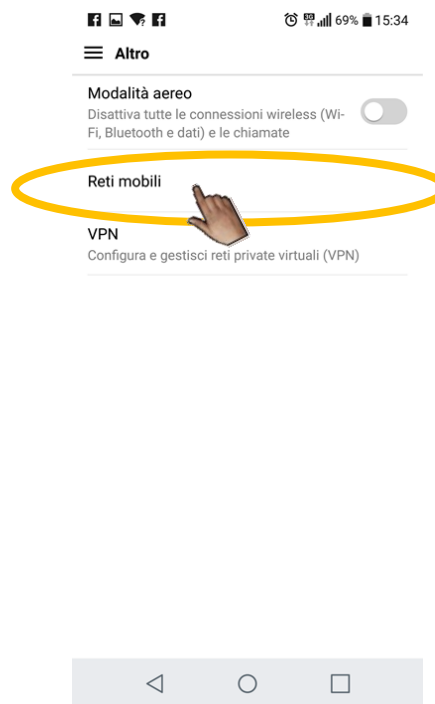 69% 15:34
Altro
Modalità aereo
Disattiva tutte le connessioni wireless (Wi-
Fi, Bluetooth e dati) e le chiamate
Reti mobili
VPN
Configura e gestisci reti private virtuali (VPN)